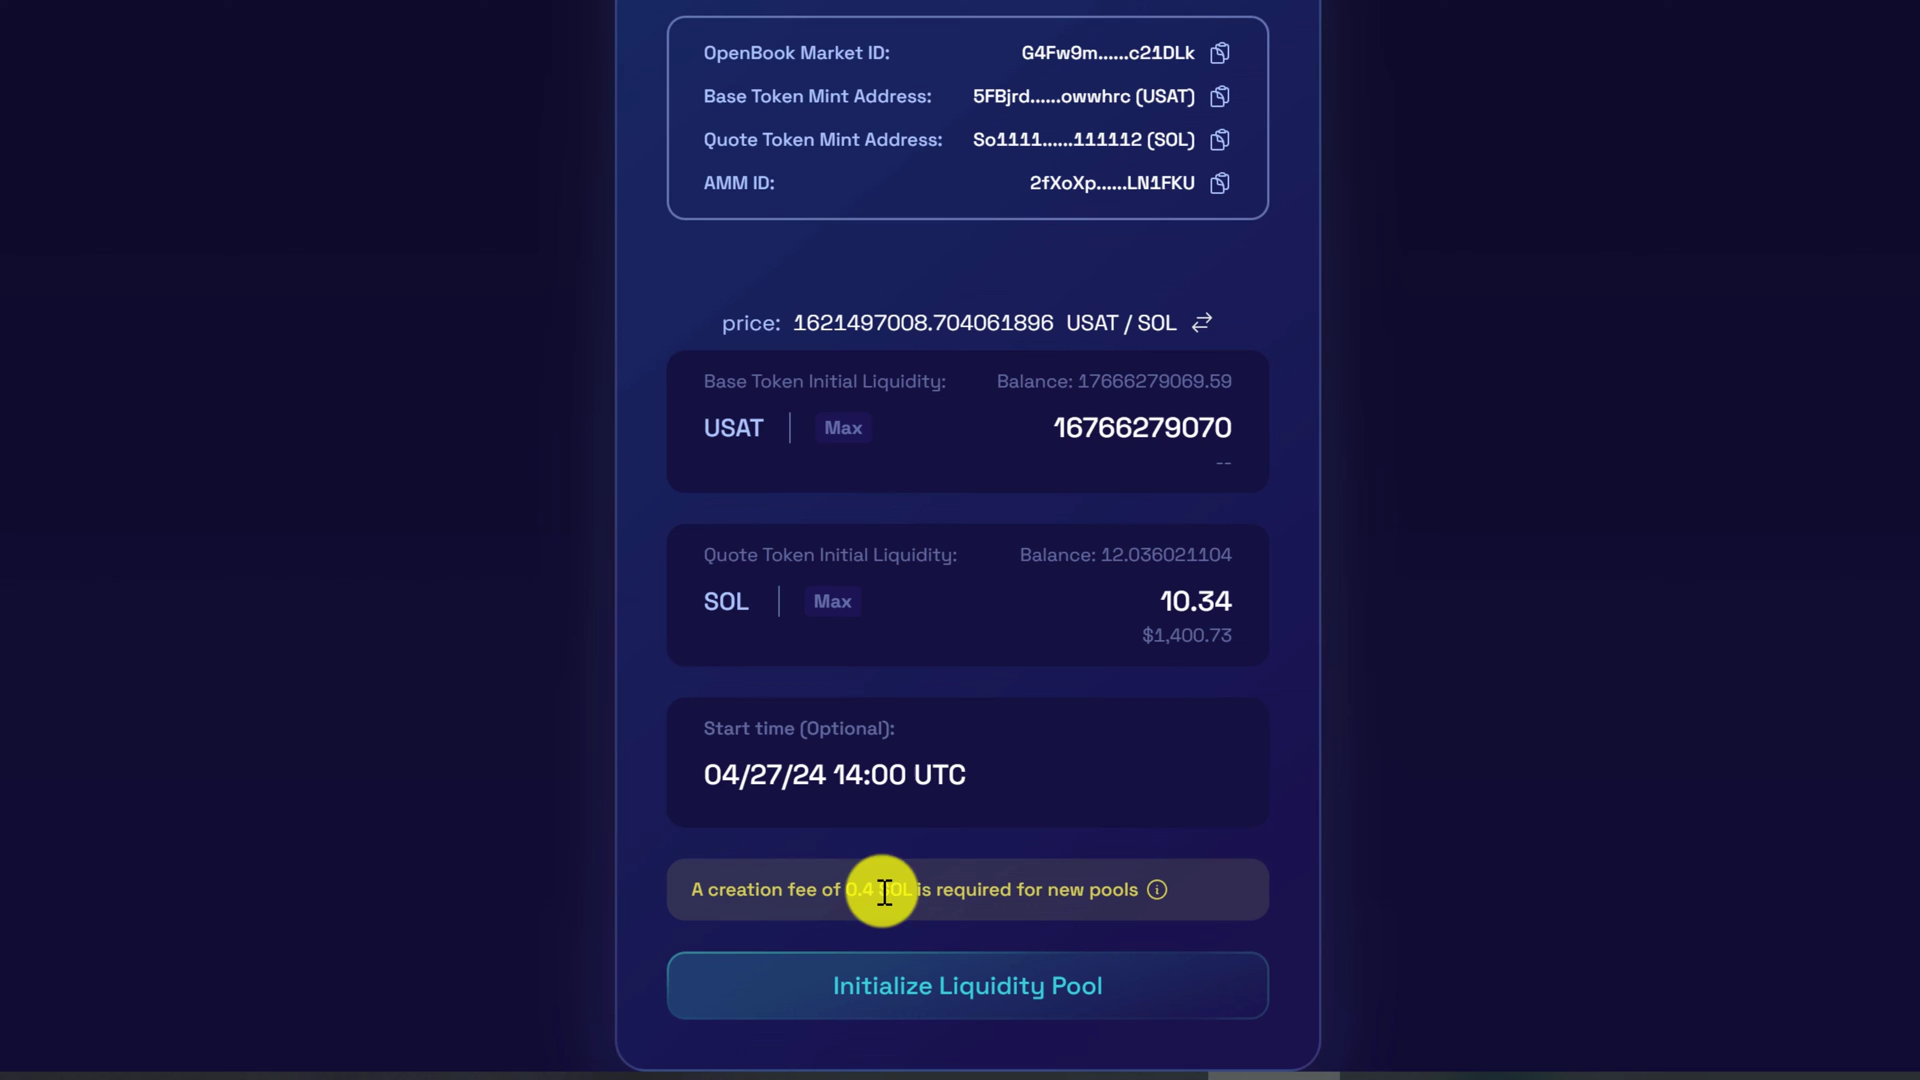 OpenBook Market ID: G4Fw9m......c21DLk
Base Token Mint Address: 5FBjrd......owwhrc (USAT)
Quote Token Mint Address: So1111......111112 (SOL)
AMM ID: 2fXoXp......LN1FKU
price: 1621497008.704061896 USAT / SOL
Base Token Initial Liquidity: Balance: 17666279069.59
USAT Max 16766279070
--
Quote Token Initial Liquidity: Balance: 12.036021104
SOL Max 10.34
$1,400.73
Start time (Optional):
04/27/24 14:00 UTC
A creation fee of 0.4 SOL is required for new pools
Initialize Liquidity Pool